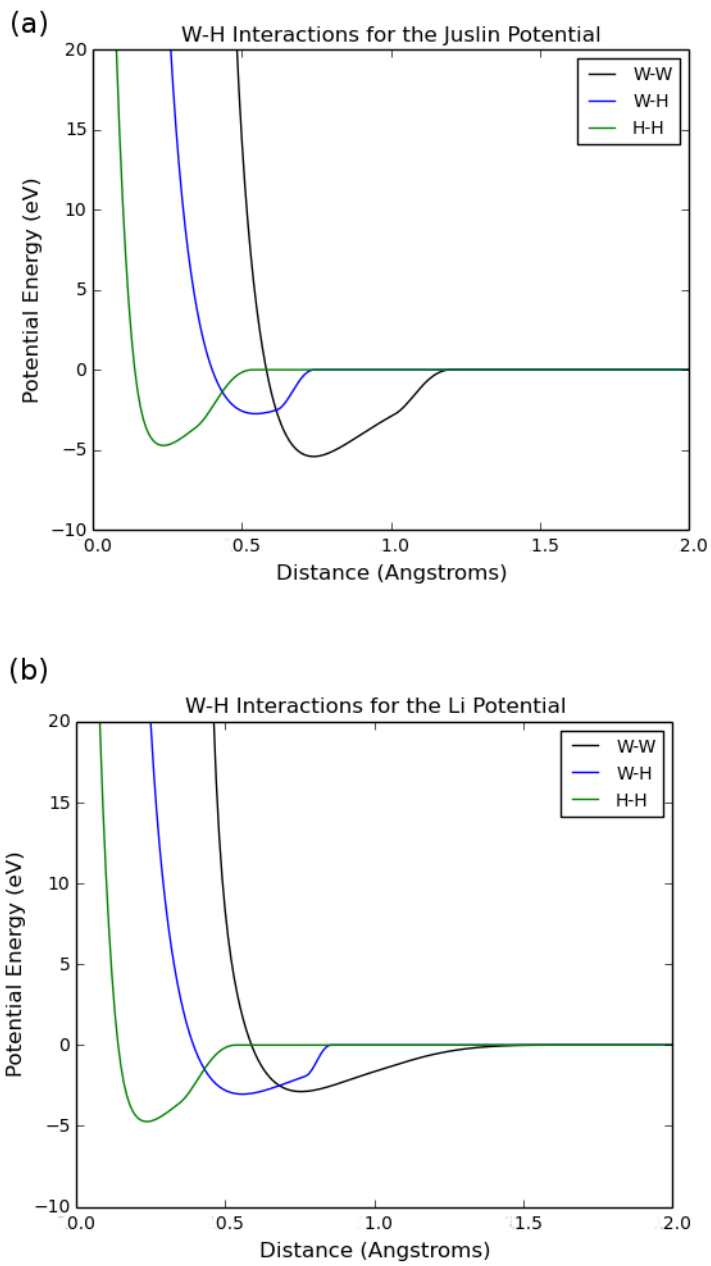 (a)
W-H Interactions for the Juslin Potential
20
15
10
5
0
−5
−10
W-W
W-H
H-H
Potential Energy (eV)
0.0 0.5 1.0 1.5 2.0
Distance (Angstroms)
(b)
W-H Interactions for the Li Potential
20
15
10
5
0
−5
−10
W-W
W-H
H-H
Potential Energy (eV)
0.0 0.5 1.0 1.5 2.0
Distance (Angstroms)